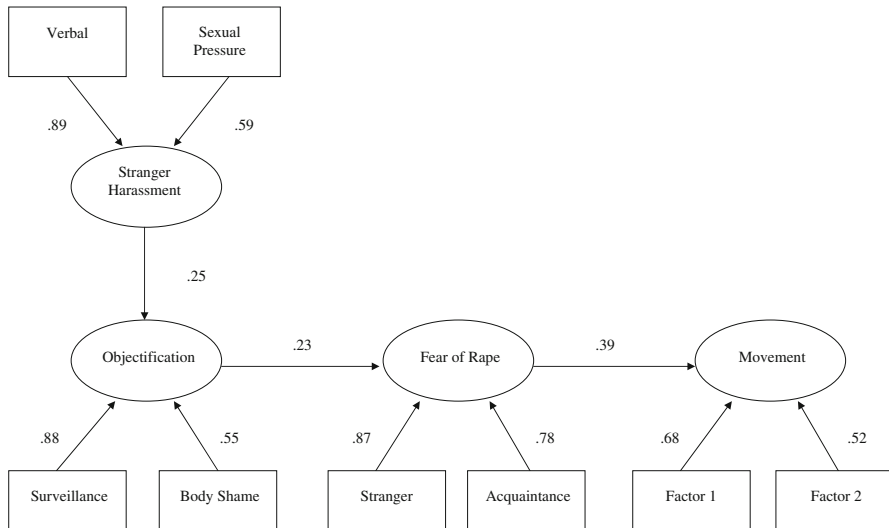 Verbal
Sexual
Pressure
.89
.59
Stranger
Harassment
.25
Objectification
.23
Fear of Rape
.39
Movement
.88
.55
.87
.78
.68
.52
Surveillance
Body Shame
Stranger
Acquaintance
Factor 1
Factor 2